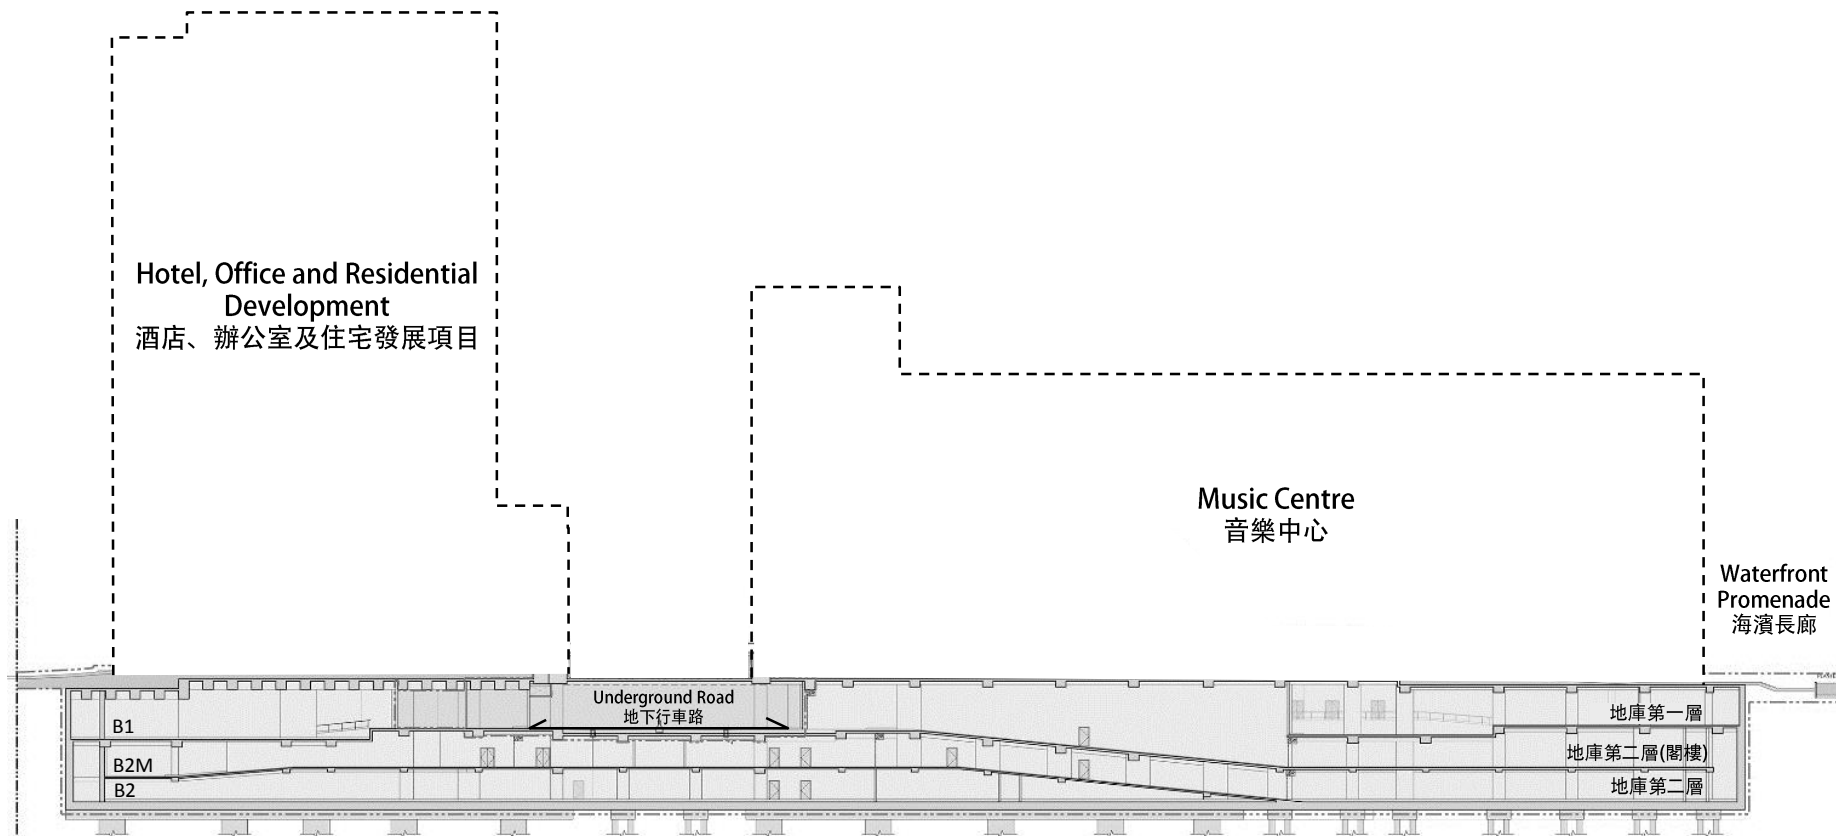 Hotel, Office and Residential
Development
酒店、辦公室及住宅發展項目
Music Centre
音樂中心
Waterfront
Promenade
海濱長廊
Underground Road
地下行車路
B1
地庫第一層
B2M
地庫第二層(閣樓)
B2
地庫第二層